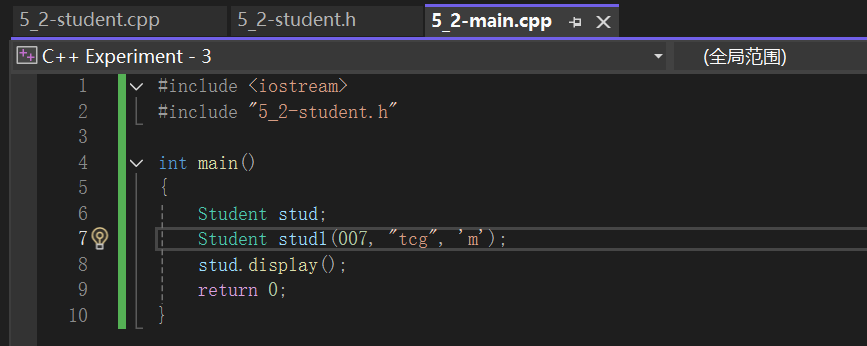 5_2-student.cpp 5_2-student.h 5_2-main.cpp
C++ Experiment - 3 (全局范围)
1 #include <iostream>
2 #include "5_2-student.h"
3
4 int main()
5 {
6 Student stud;
7 Student stud1(007, "tcg", 'm');
8 stud.display();
9 return 0;
10 }